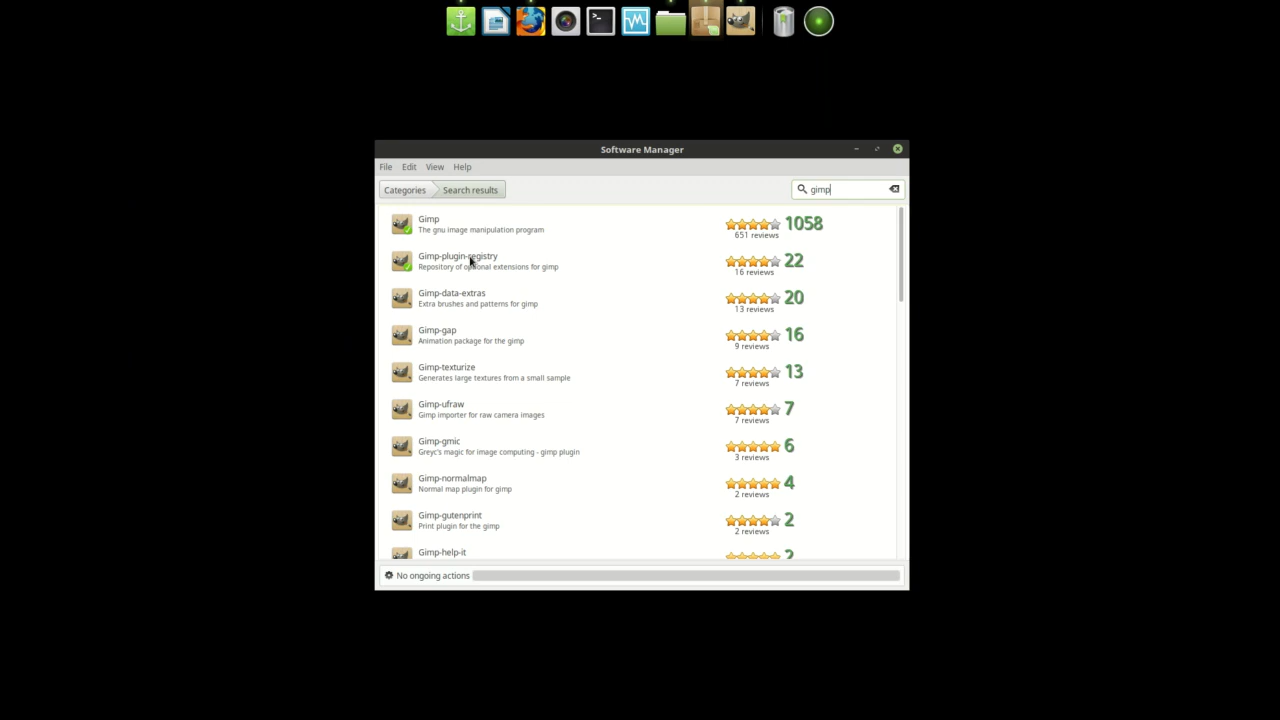 Software Manager
File Edit View Help
Categories Search results gimp
Gimp
The gnu image manipulation program
651 reviews
1058
Gimp-plugin-registry
Repository of optional extensions for gimp
16 reviews
22
Gimp-data-extras
Extra brushes and patterns for gimp
13 reviews
20
Gimp-gap
Animation package for the gimp
9 reviews
16
Gimp-texturize
Generates large textures from a small sample
7 reviews
13
Gimp-ufraw
Gimp importer for raw camera images
7 reviews
7
Gimp-gmic
Greyc's magic for image computing - gimp plugin
3 reviews
6
Gimp-normalmap
Normal map plugin for gimp
2 reviews
4
Gimp-gutenprint
Print plugin for the gimp
2 reviews
2
Gimp-help-it
2
No ongoing actions